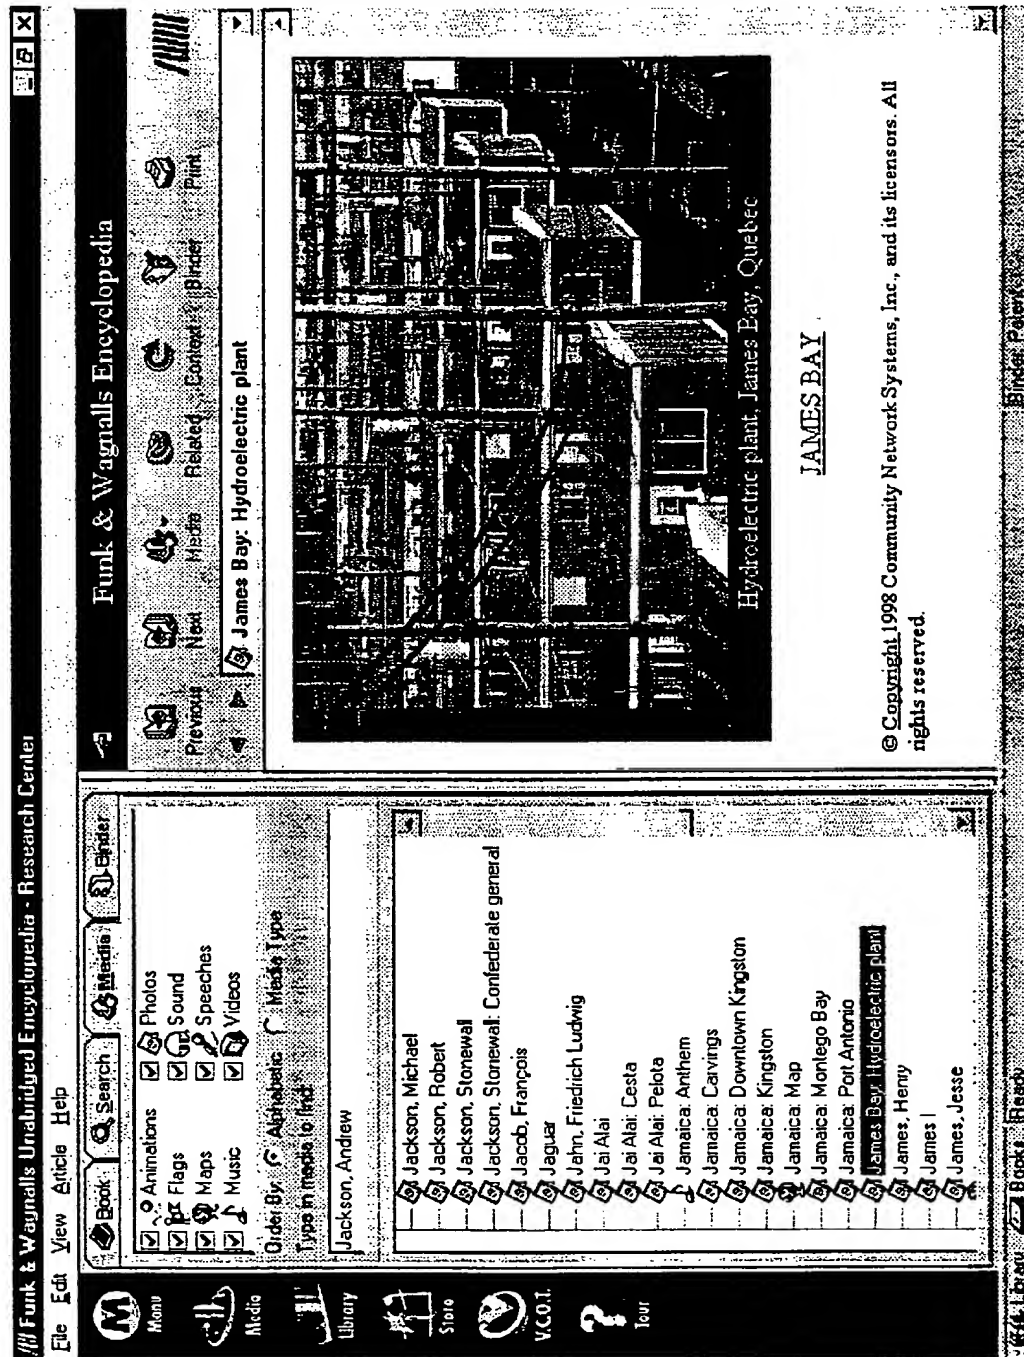 Funk & Wagnalls Unabridged Encyclopedia - Research Center
File Edit View Article Help
Menu
Media
Library
Store
V.C.O.T.
Tour
Book Search Media Binder
Animations Photos
Flags Sound
Maps Speeches
Music Videos
Order By: Alphabetic Media Type
Type in media to find:
Jackson, Andrew
Jackson, Michael
Jackson, Robert
Jackson, Stonewall
Jackson, Stonewall: Confederate general
Jacob, François
Jaguar
Jahn, Friedrich Ludwig
Jai Alai
Jai Alai: Cesta
Jai Alai: Pelota
Jamaica: Anthem
Jamaica: Carvings
Jamaica: Downtown Kingston
Jamaica: Kingston
Jamaica: Map
Jamaica: Montego Bay
Jamaica: Port Antonio
James Bay: Hydroelectric plant
James, Henry
James I
James, Jesse
Funk & Wagnalls Encyclopedia
Previous Next Media Related Context Binder Print
James Bay: Hydroelectric plant
Hydroelectric plant, James Bay, Quebec
JAMES BAY
© Copyright 1998 Community Network Systems, Inc., and its licensors. All
rights reserved.
Library Books Ready Binder: